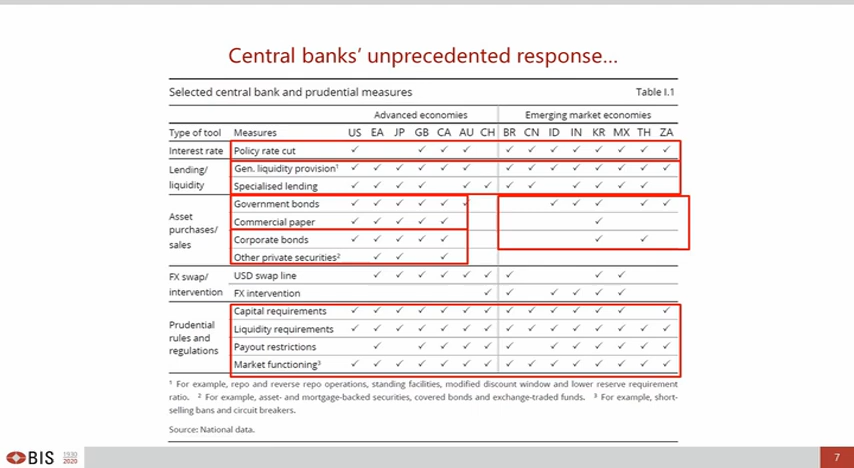 Central banks’ unprecedented response…
Selected central bank and prudential measures Table I.1
Advanced economies Emerging market economies
Type of tool Measures US EA JP GB CA AU CH BR CN ID IN KR MX TH ZA
Interest rate Policy rate cut ✓ ✓ ✓ ✓ ✓ ✓ ✓ ✓ ✓ ✓ ✓ ✓
Lending/ Gen. liquidity provision¹ ✓ ✓ ✓ ✓ ✓ ✓ ✓ ✓ ✓ ✓ ✓ ✓ ✓ ✓
liquidity Specialised lending ✓ ✓ ✓ ✓ ✓ ✓ ✓ ✓ ✓ ✓ ✓ ✓
Asset Government bonds ✓ ✓ ✓ ✓ ✓ ✓ ✓ ✓ ✓ ✓ ✓
purchases/ Commercial paper ✓ ✓ ✓ ✓ ✓ ✓
sales Corporate bonds ✓ ✓ ✓ ✓ ✓ ✓ ✓
Other private securities² ✓ ✓ ✓
FX swap/ USD swap line ✓ ✓ ✓ ✓ ✓ ✓ ✓ ✓ ✓
intervention FX intervention ✓ ✓ ✓ ✓ ✓ ✓
Prudential Capital requirements ✓ ✓ ✓ ✓ ✓ ✓ ✓ ✓ ✓ ✓ ✓ ✓ ✓ ✓
rules and Liquidity requirements ✓ ✓ ✓ ✓ ✓ ✓ ✓ ✓ ✓ ✓ ✓ ✓ ✓ ✓ ✓
regulations Payout restrictions ✓ ✓ ✓ ✓ ✓ ✓ ✓ ✓ ✓ ✓ ✓
Market functioning³ ✓ ✓ ✓ ✓ ✓ ✓ ✓ ✓ ✓ ✓ ✓ ✓ ✓ ✓ ✓
¹ For example, repo and reverse repo operations, standing facilities, modified discount window and lower reserve requirement
ratio. ² For example, asset- and mortgage-backed securities, covered bonds and exchange-traded funds. ³ For example, short-
selling bans and circuit breakers.
Source: National data.
BIS 1930
2020
7